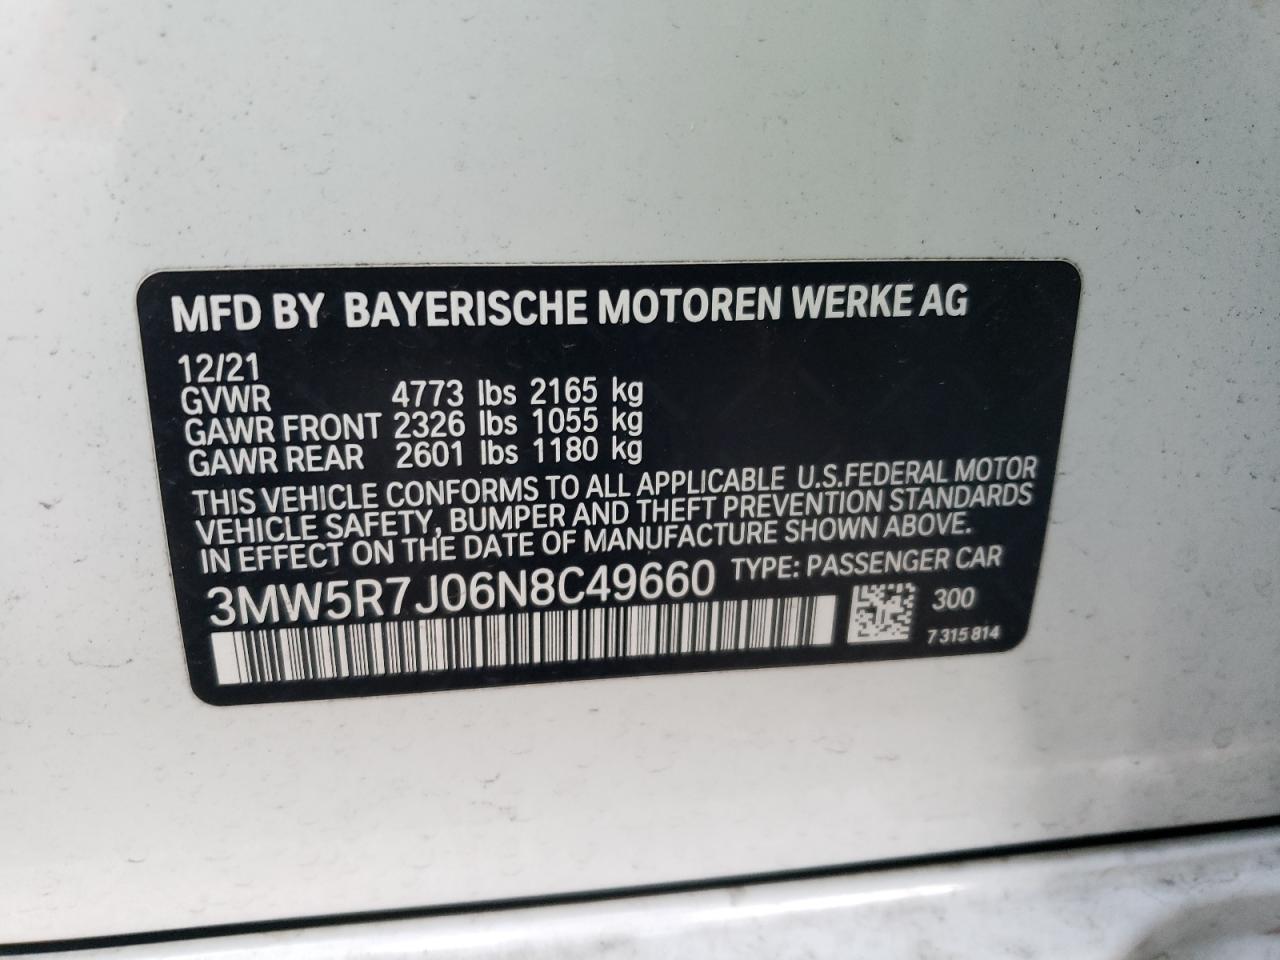 MFD BY BAYERISCHE MOTOREN WERKE AG
12/21
GVWR 4773 lbs 2165 kg
GAWR FRONT 2326 lbs 1055 kg
GAWR REAR 2601 lbs 1180 kg
THIS VEHICLE CONFORMS TO ALL APPLICABLE U.S.FEDERAL MOTOR
VEHICLE SAFETY, BUMPER AND THEFT PREVENTION STANDARDS
IN EFFECT ON THE DATE OF MANUFACTURE SHOWN ABOVE.
3MW5R7J06N8C49660 TYPE: PASSENGER CAR
300
7 315 814